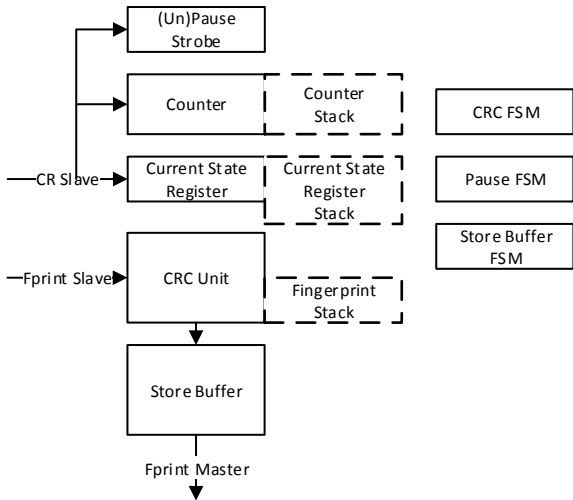 (Un)Pause
Strobe
Counter
Counter
Stack
CRC FSM
CR Slave
Current State
Register
Current State
Register
Stack
Pause FSM
Store Buffer
FSM
Fprint Slave
CRC Unit
Fingerprint
Stack
Store Buffer
Fprint Master